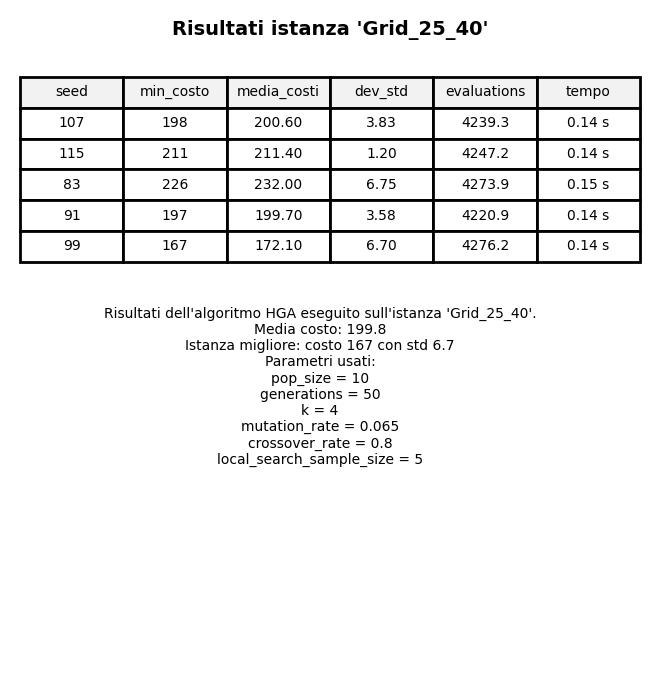 Risultati istanza 'Grid_25_40'
seed min_costo media_costi dev_std evaluations tempo
107 198 200.60 3.83 4239.3 0.14 s
115 211 211.40 1.20 4247.2 0.14 s
83 226 232.00 6.75 4273.9 0.15 s
91 197 199.70 3.58 4220.9 0.14 s
99 167 172.10 6.70 4276.2 0.14 s
Risultati dell'algoritmo HGA eseguito sull'istanza 'Grid_25_40'.
Media costo: 199.8
Istanza migliore: costo 167 con std 6.7
Parametri usati:
pop_size = 10
generations = 50
k = 4
mutation_rate = 0.065
crossover_rate = 0.8
local_search_sample_size = 5